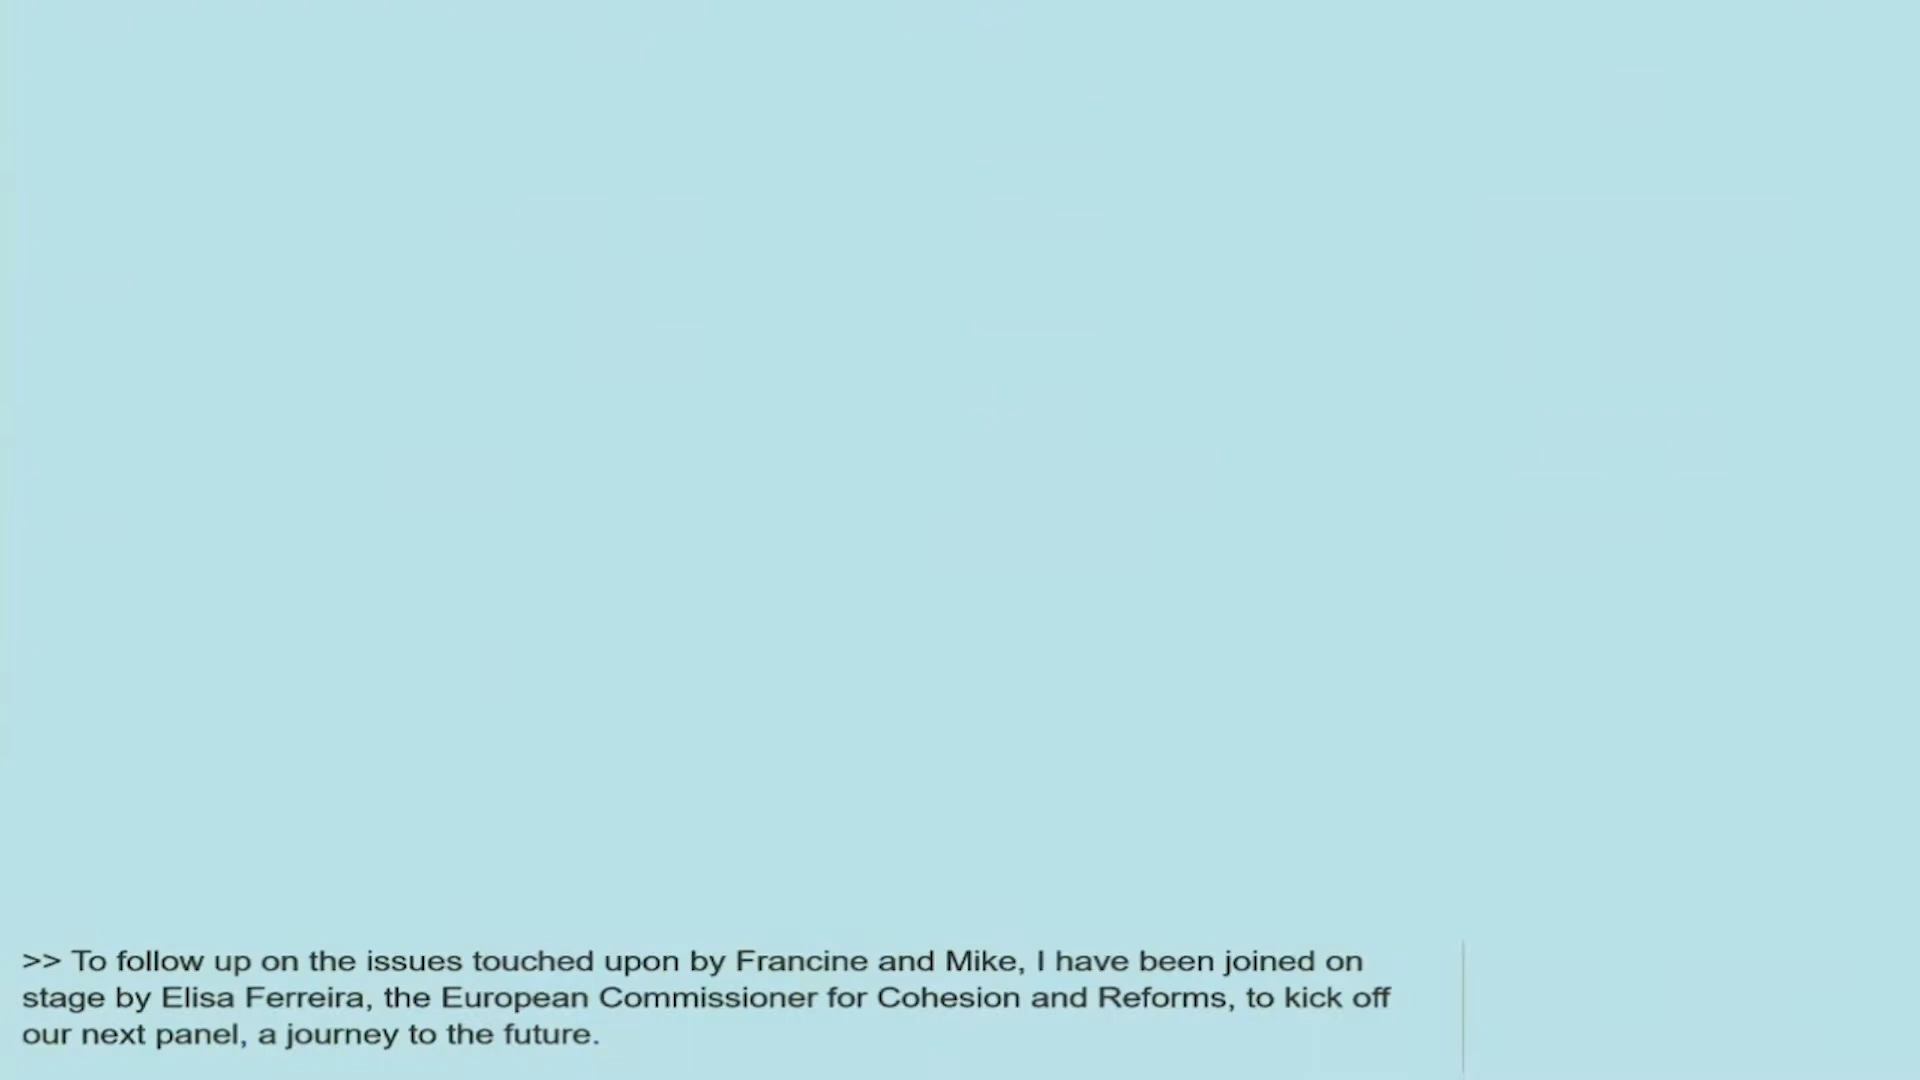 >> To follow up on the issues touched upon by Francine and Mike, I have been joined on
stage by Elisa Ferreira, the European Commissioner for Cohesion and Reforms, to kick off
our next panel, a journey to the future.